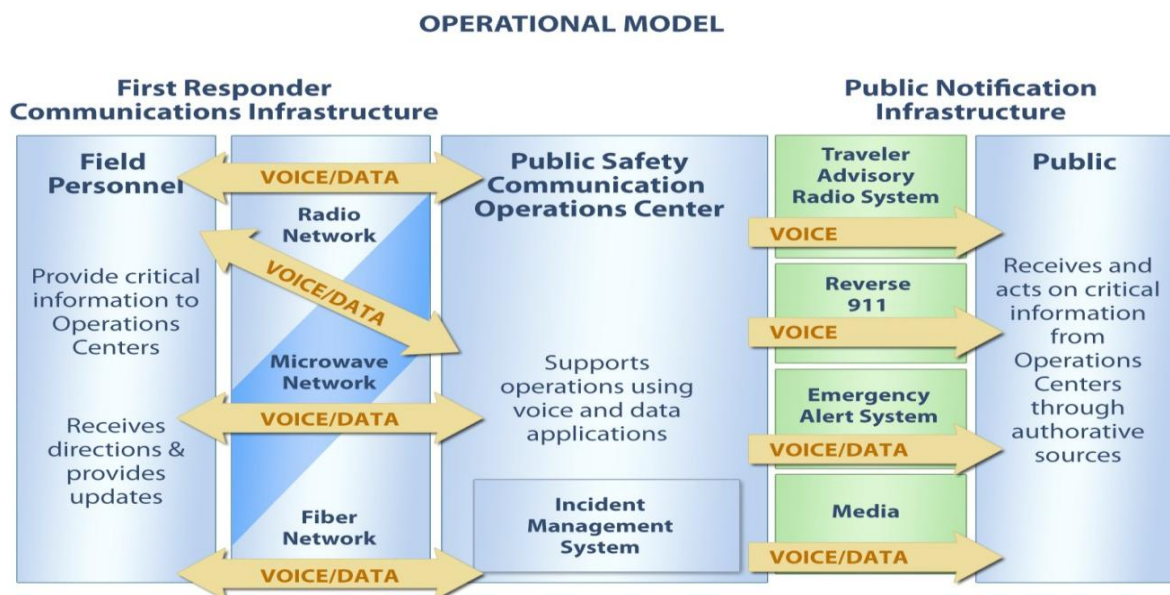 OPERATIONAL MODEL
First Responder
Communications Infrastructure
Public Notification
Infrastructure
Field
Personnel
Provide critical
information to
Operations
Centers
Receives
directions &
provides
updates
VOICE/DATA
Radio
Network
VOICE/DATA
Microwave
Network
VOICE/DATA
Fiber
Network
VOICE/DATA
Public Safety
Communication
Operations Center
Supports
operations using
voice and data
applications
Incident
Management
System
Traveler
Advisory
Radio System
VOICE
Reverse
911
VOICE
Emergency
Alert System
VOICE/DATA
Media
VOICE/DATA
Public
Receives and
acts on critical
information
from
Operations
Centers
through
authorative
sources